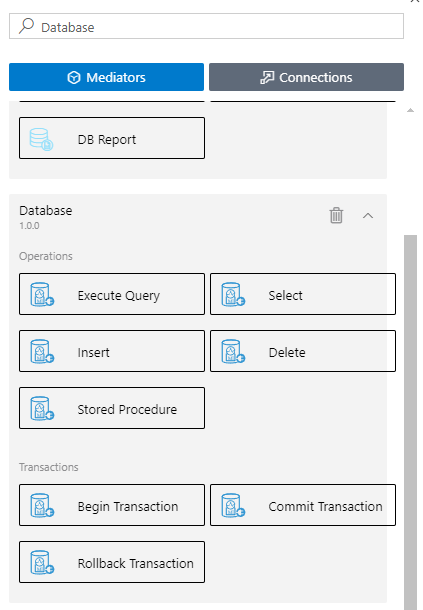 Database
Mediators
Connections
DB Report
Database
1.0.0
Operations
Execute Query
Select
Insert
Delete
Stored Procedure
Transactions
Begin Transaction
Commit Transaction
Rollback Transaction